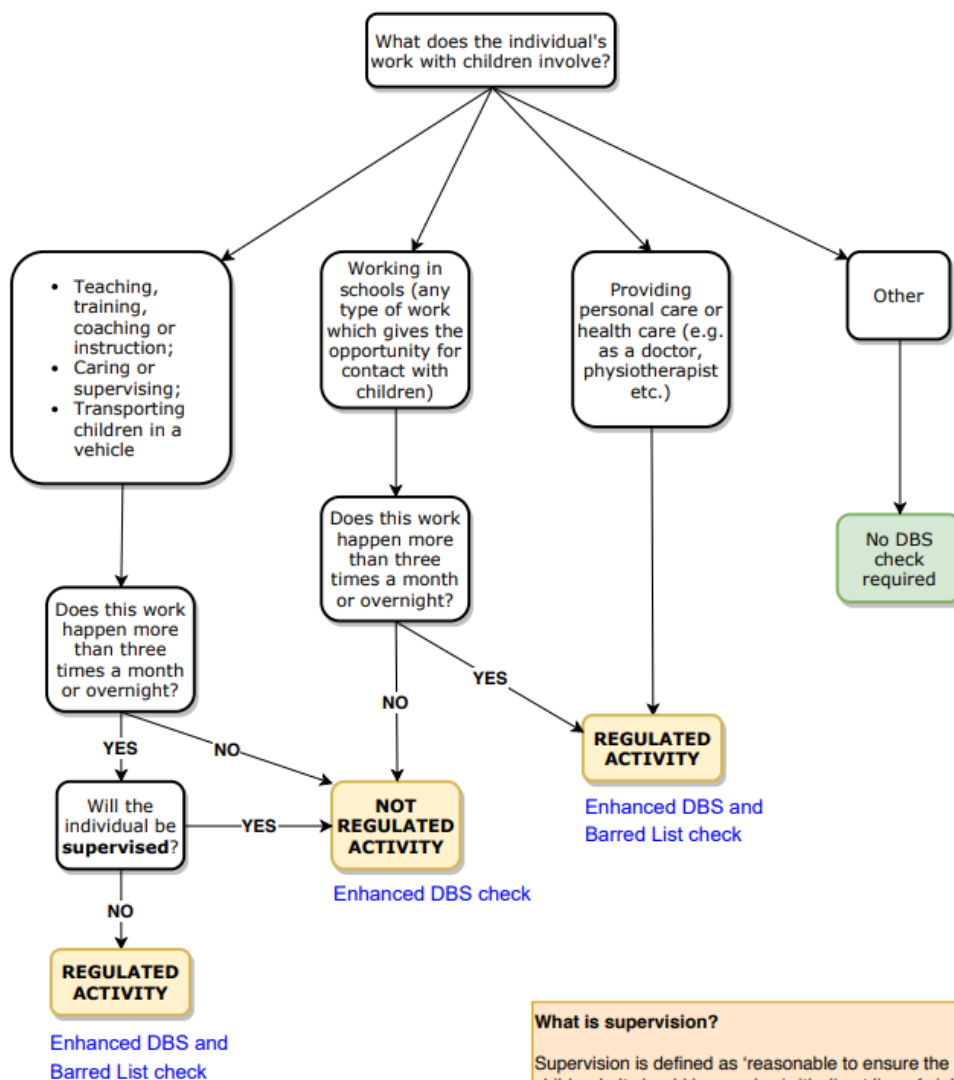 What does the individual's
work with children involve?
• Teaching,
training,
coaching or
instruction;
• Caring or
supervising;
• Transporting
children in a
vehicle
Working in
schools (any
type of work
which gives the
opportunity for
contact with
children)
Providing
personal care or
health care (e.g.
as a doctor,
physiotherapist
etc.)
Other
Does this work
happen more
than three
times a month
or overnight?
No DBS
check
required
Does this work
happen more
than three
times a month
or overnight?
YES
NO
NO
YES
REGULATED
ACTIVITY
Enhanced DBS and
Barred List check
Will the
individual be
supervised?
YES
NOT
REGULATED
ACTIVITY
Enhanced DBS check
NO
REGULATED
ACTIVITY
Enhanced DBS and
Barred List check
What is supervision?
Supervision is defined as 'reasonable to ensure the